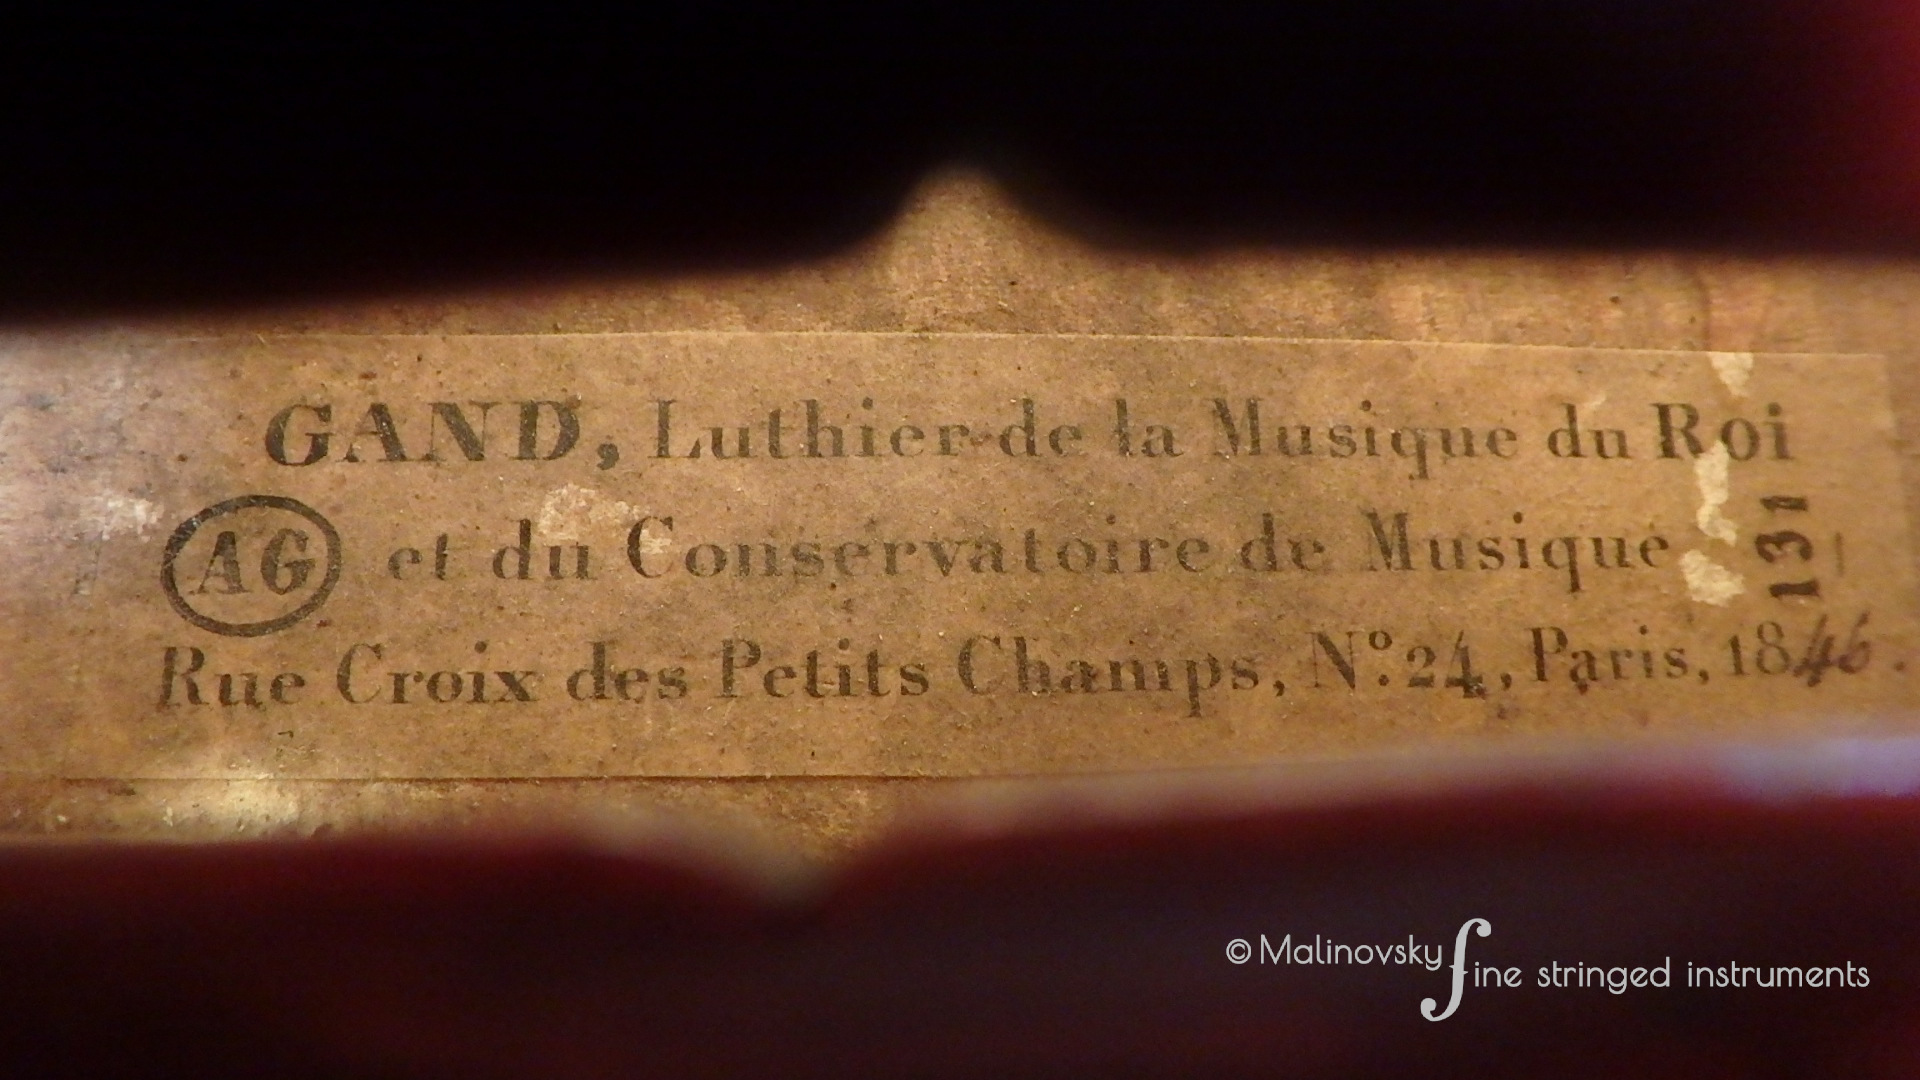 GAND, Luthier de la Musique du Roi
AG et du Conservatoire de Musique
131
Rue Croix des Petits Champs, N.º 24, Paris, 1846.
©Malinovsky fine stringed instruments